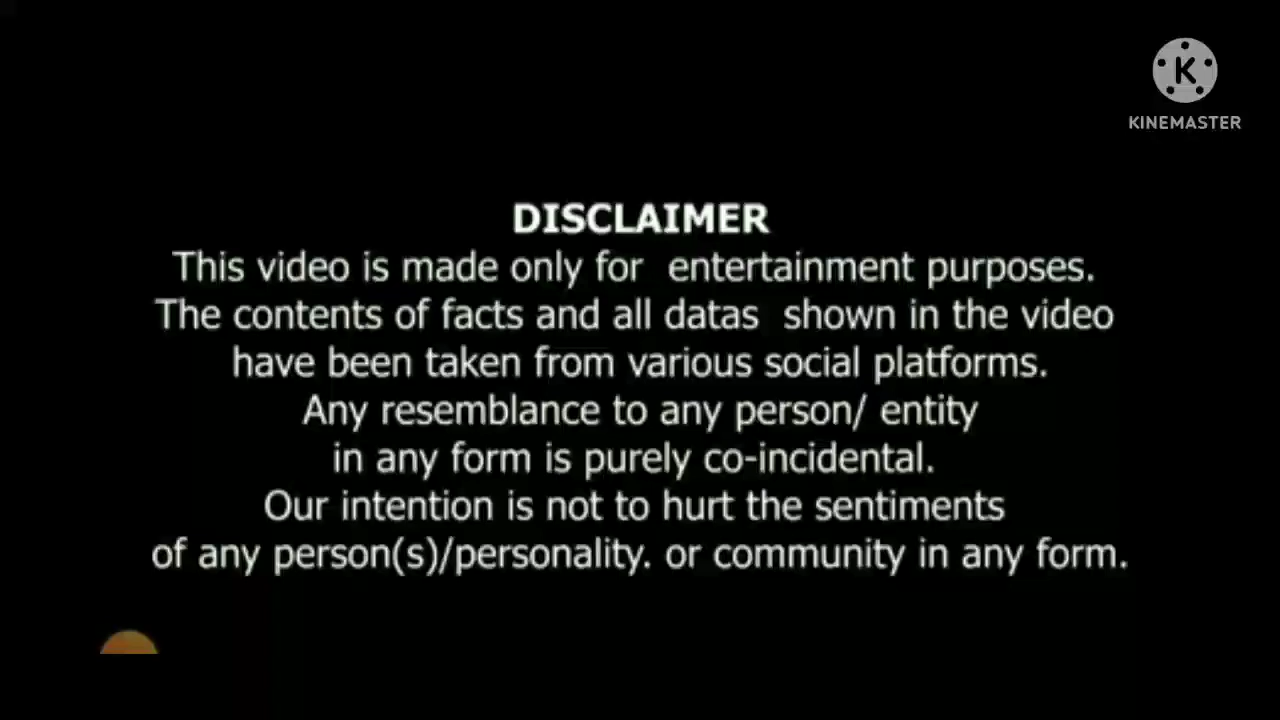 K
KINEMASTER
DISCLAIMER
This video is made only for  entertainment purposes.
The contents of facts and all datas  shown in the video
have been taken from various social platforms.
Any resemblance to any person/ entity
in any form is purely co-incidental.
Our intention is not to hurt the sentiments
of any person(s)/personality. or community in any form.